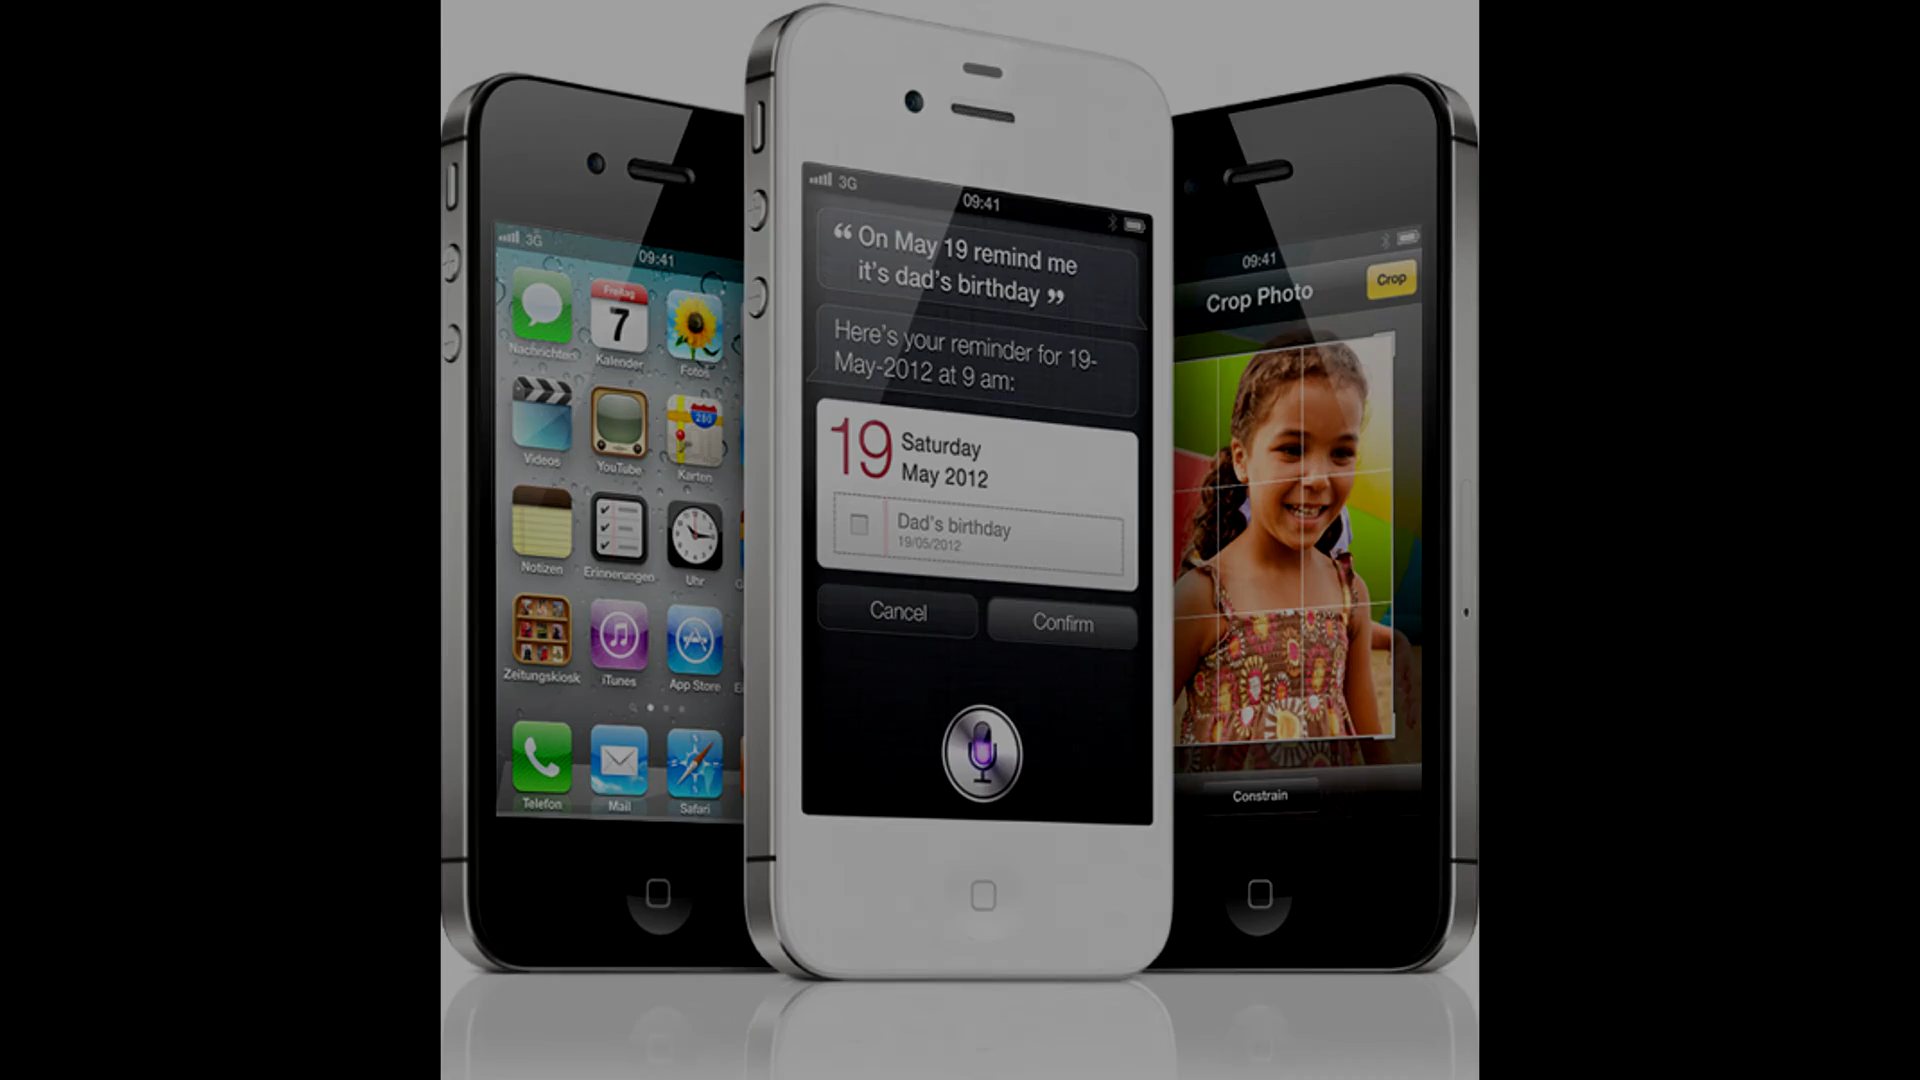 3G
09:41
Nachrichten
Freitag
7
Kalender
Fotos
Videos
YouTube
280
Karten
Notizen
Erinnerungen
Uhr
Zeitungskiosk
iTunes
App Store
Telefon
Mail
Safari
3G
09:41
“ On May 19 remind me
it’s dad’s birthday ”
Here’s your reminder for 19-
May-2012 at 9 am:
19
Saturday
May 2012
Dad’s birthday
19/05/2012
Cancel
Confirm
09:41
Crop Photo
Crop
Constrain